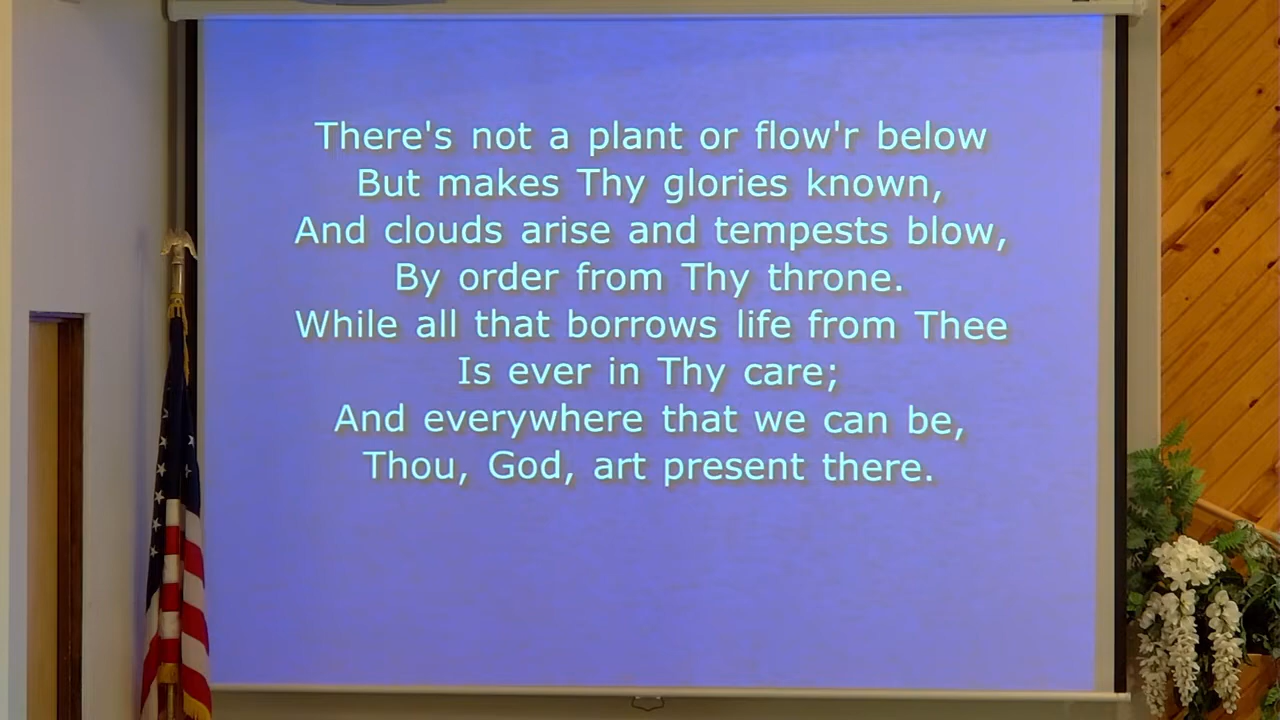 There's not a plant or flow'r below
But makes Thy glories known,
And clouds arise and tempests blow,
By order from Thy throne.
While all that borrows life from Thee
Is ever in Thy care;
And everywhere that we can be,
Thou, God, art present there.